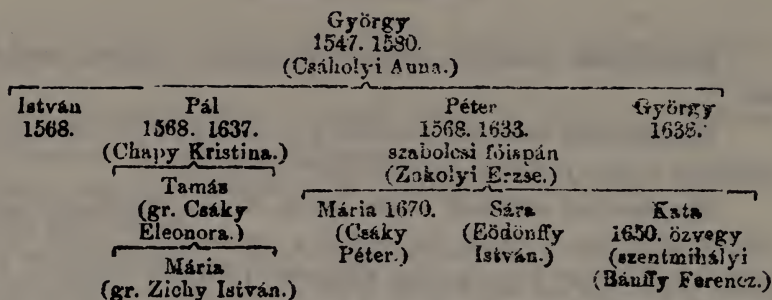 György
1547. 1580.
(Csáholyi Anna.)
István Pál Péter György
1568. 1568. 1637. 1568. 1633. 1638.
(Chapy Kristina.) szabolcsi főispán
(Zokolyi Erzse.)
Tamás
(gr. Csáky
Eleonora.)
Mária 1670. Sára Kata
(Csáky (Eödönffy 1650. özvegy
Péter.) István.) (szentmihályi
(Bánffy Ferencz.)
Mária
(gr. Zichy István.)